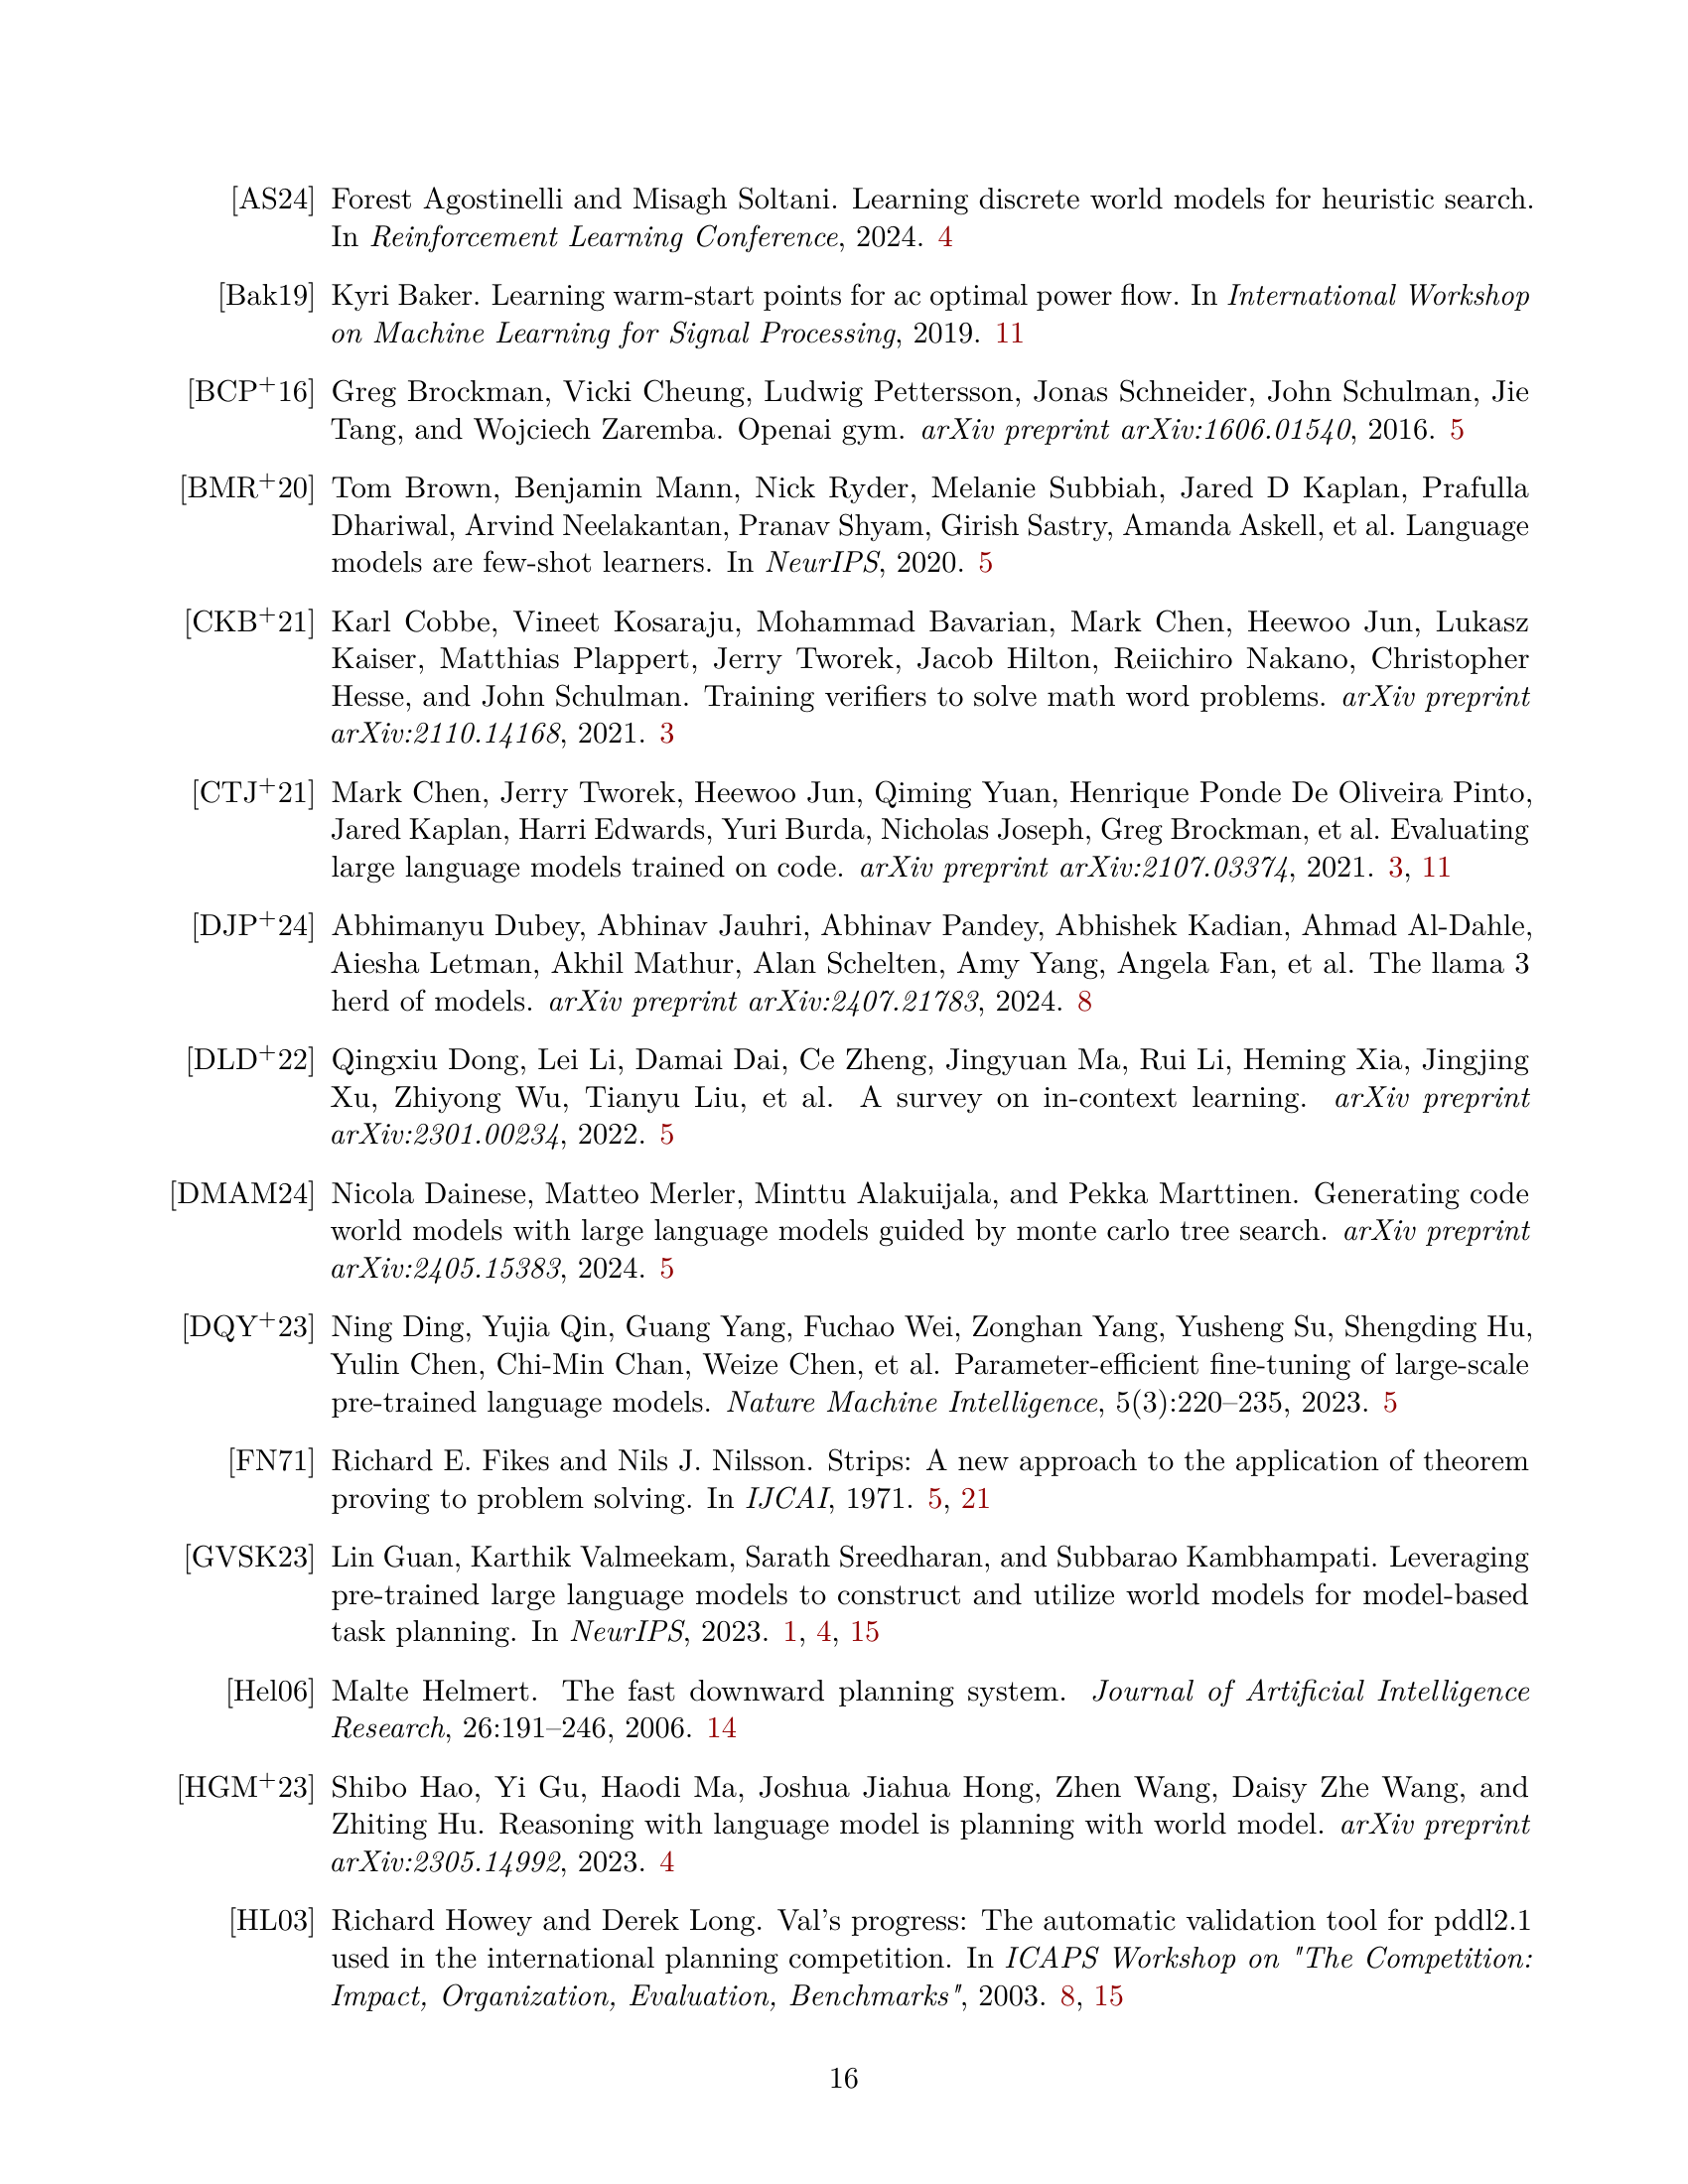 [AS24] Forest Agostinelli and Misagh Soltani. Learning discrete world models for heuristic search.
In Reinforcement Learning Conference, 2024. 4
[Bak19] Kyri Baker. Learning warm-start points for ac optimal power flow. In International Workshop
on Machine Learning for Signal Processing, 2019. 11
[BCP+16] Greg Brockman, Vicki Cheung, Ludwig Pettersson, Jonas Schneider, John Schulman, Jie
Tang, and Wojciech Zaremba. Openai gym. arXiv preprint arXiv:1606.01540, 2016. 5
[BMR+20] Tom Brown, Benjamin Mann, Nick Ryder, Melanie Subbiah, Jared D Kaplan, Prafulla
Dhariwal, Arvind Neelakantan, Pranav Shyam, Girish Sastry, Amanda Askell, et al. Language
models are few-shot learners. In NeurIPS, 2020. 5
[CKB+21] Karl Cobbe, Vineet Kosaraju, Mohammad Bavarian, Mark Chen, Heewoo Jun, Lukasz
Kaiser, Matthias Plappert, Jerry Tworek, Jacob Hilton, Reiichiro Nakano, Christopher
Hesse, and John Schulman. Training verifiers to solve math word problems. arXiv preprint
arXiv:2110.14168, 2021. 3
[CTJ+21] Mark Chen, Jerry Tworek, Heewoo Jun, Qiming Yuan, Henrique Ponde De Oliveira Pinto,
Jared Kaplan, Harri Edwards, Yuri Burda, Nicholas Joseph, Greg Brockman, et al. Evaluating
large language models trained on code. arXiv preprint arXiv:2107.03374, 2021. 3, 11
[DJP+24] Abhimanyu Dubey, Abhinav Jauhri, Abhinav Pandey, Abhishek Kadian, Ahmad Al-Dahle,
Aiesha Letman, Akhil Mathur, Alan Schelten, Amy Yang, Angela Fan, et al. The llama 3
herd of models. arXiv preprint arXiv:2407.21783, 2024. 8
[DLD+22] Qingxiu Dong, Lei Li, Damai Dai, Ce Zheng, Jingyuan Ma, Rui Li, Heming Xia, Jingjing
Xu, Zhiyong Wu, Tianyu Liu, et al. A survey on in-context learning. arXiv preprint
arXiv:2301.00234, 2022. 5
[DMAM24] Nicola Dainese, Matteo Merler, Minttu Alakuijala, and Pekka Marttinen. Generating code
world models with large language models guided by monte carlo tree search. arXiv preprint
arXiv:2405.15383, 2024. 5
[DQY+23] Ning Ding, Yujia Qin, Guang Yang, Fuchao Wei, Zonghan Yang, Yusheng Su, Shengding Hu,
Yulin Chen, Chi-Min Chan, Weize Chen, et al. Parameter-efficient fine-tuning of large-scale
pre-trained language models. Nature Machine Intelligence, 5(3):220–235, 2023. 5
[FN71] Richard E. Fikes and Nils J. Nilsson. Strips: A new approach to the application of theorem
proving to problem solving. In IJCAI, 1971. 5, 21
[GVSK23] Lin Guan, Karthik Valmeekam, Sarath Sreedharan, and Subbarao Kambhampati. Leveraging
pre-trained large language models to construct and utilize world models for model-based
task planning. In NeurIPS, 2023. 1, 4, 15
[Hel06] Malte Helmert. The fast downward planning system. Journal of Artificial Intelligence
Research, 26:191–246, 2006. 14
[HGM+23] Shibo Hao, Yi Gu, Haodi Ma, Joshua Jiahua Hong, Zhen Wang, Daisy Zhe Wang, and
Zhiting Hu. Reasoning with language model is planning with world model. arXiv preprint
arXiv:2305.14992, 2023. 4
[HL03] Richard Howey and Derek Long. Val's progress: The automatic validation tool for pddl2.1
used in the international planning competition. In ICAPS Workshop on "The Competition:
Impact, Organization, Evaluation, Benchmarks", 2003. 8, 15
16